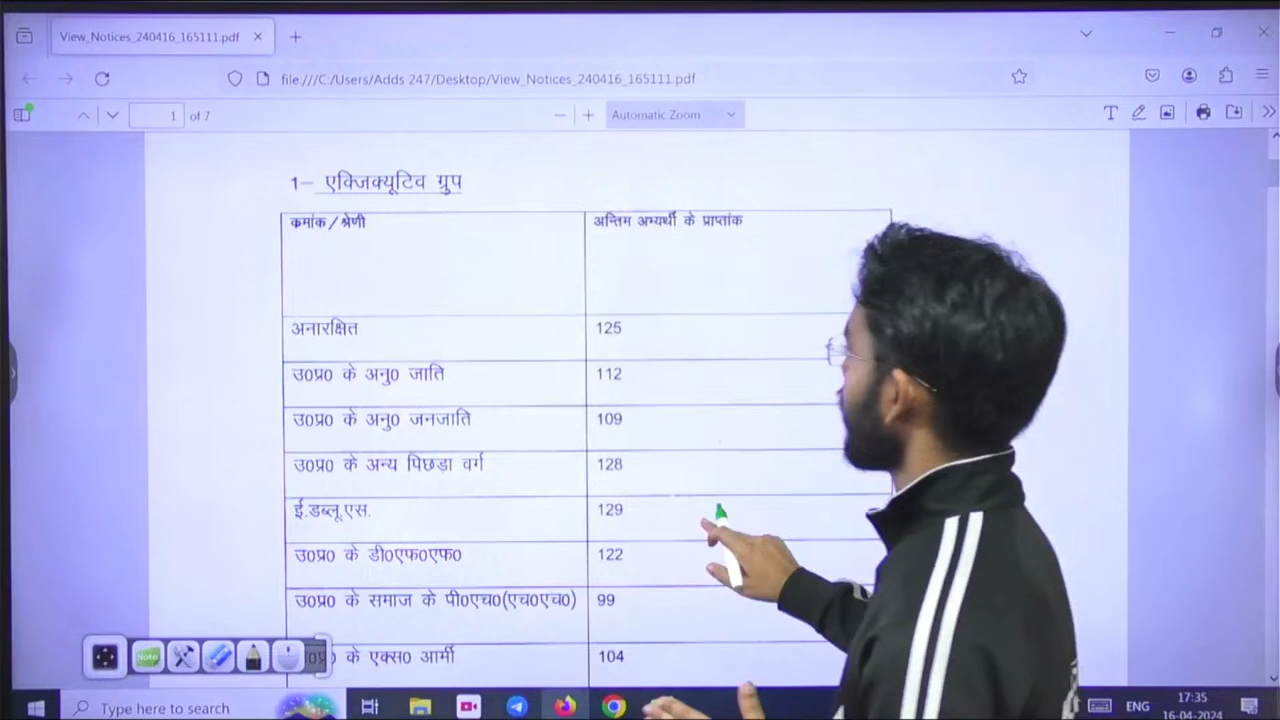 View_Notices_240416_165111.pdf
file:///C:/Users/Adds 247/Desktop/View_Notices_240416_165111.pdf
1 of 7
Automatic Zoom
1— एक्जिक्यूटिव ग्रुप
कमांक/श्रेणी अन्तिम अभ्यर्थी के प्राप्तांक
अनारक्षित 125
उ0प्र0 के अनु0 जाति 112
उ0प्र0 के अनु0 जनजाति 109
उ0प्र0 के अन्य पिछडा वर्ग 128
ई.डब्लू.एस. 129
उ0प्र0 के डी0एफ0एफ0 122
उ0प्र0 के समाज के पी0एच0(एच0एच0) 99
के एक्स0 आर्मी 104
Note
Type here to search
ENG
17:35
16-04-2024